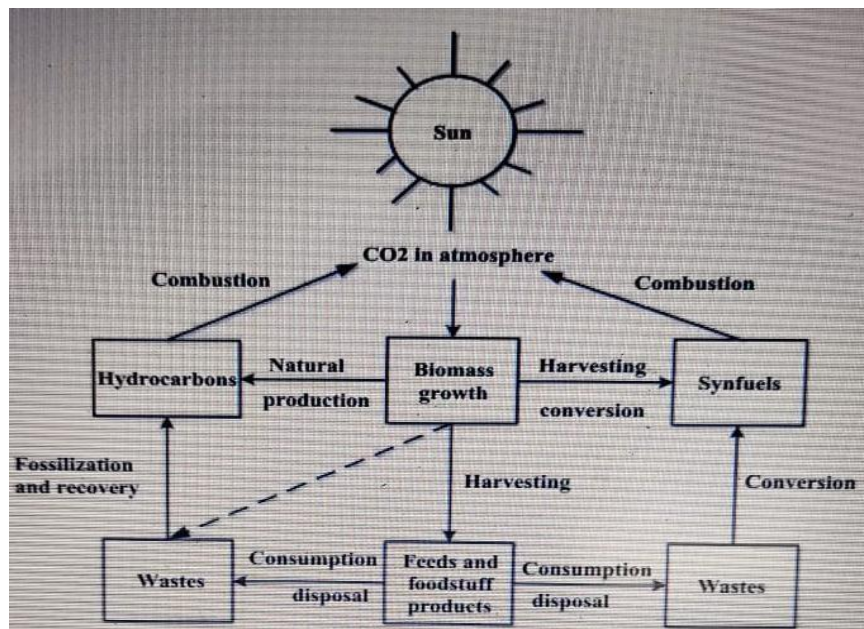 Sun
CO2 in atmosphere
Combustion
Combustion
Hydrocarbons
Natural
production
Biomass
growth
Harvesting
conversion
Synfuels
Fossilization
and recovery
Harvesting
Conversion
Wastes
Consumption
disposal
Feeds and
foodstuff
products
Consumption
disposal
Wastes